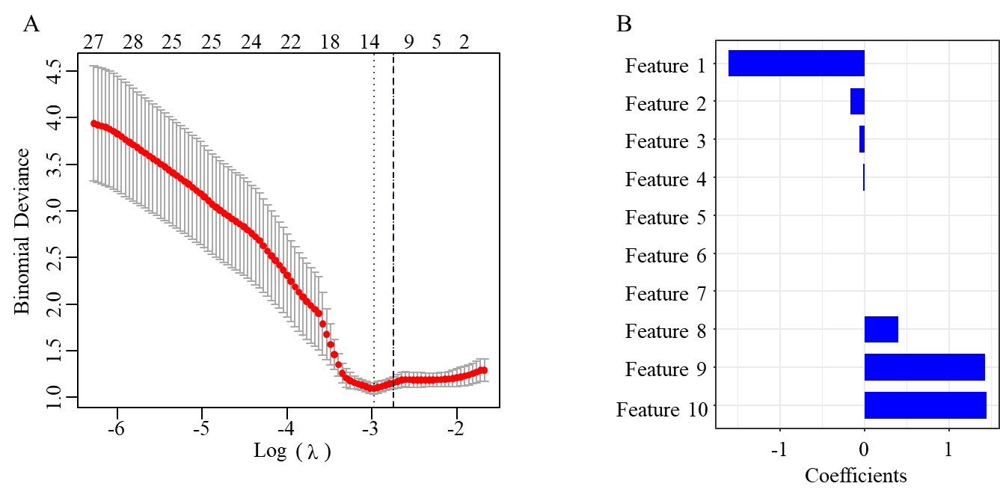 A
27 28 25 25 24 22 18 14 9 5 2
4.5
4.0
3.5
3.0
2.5
2.0
1.5
1.0
Binomial Deviance
-6 -5 -4 -3 -2
Log ( λ )
B
Feature 1
Feature 2
Feature 3
Feature 4
Feature 5
Feature 6
Feature 7
Feature 8
Feature 9
Feature 10
-1 0 1
Coefficients